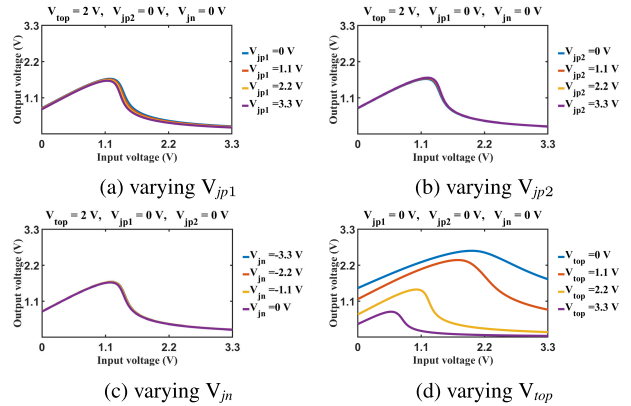 V_top = 2 V, V_jp2 = 0 V, V_jn = 0 V
Output voltage (V)
3.3
2.2
1.1
0
1.1
2.2
3.3
Input voltage (V)
V_jp1 =0 V
V_jp1 =1.1 V
V_jp1 =2.2 V
V_jp1 =3.3 V
(a) varying V_jp1
V_top = 2 V, V_jp1 = 0 V, V_jn = 0 V
Output voltage (V)
3.3
2.2
1.1
0
1.1
2.2
3.3
Input voltage (V)
V_jp2 =0 V
V_jp2 =1.1 V
V_jp2 =2.2 V
V_jp2 =3.3 V
(b) varying V_jp2
V_top = 2 V, V_jp1 = 0 V, V_jp2 = 0 V
Output voltage (V)
3.3
2.2
1.1
0
1.1
2.2
3.3
Input voltage (V)
V_jn =-3.3 V
V_jn =-2.2 V
V_jn =-1.1 V
V_jn =0 V
(c) varying V_jn
V_jp1 = 0 V, V_jp2 = 0 V, V_jn = 0 V
Output voltage (V)
3.3
2.2
1.1
0
1.1
2.2
3.3
Input voltage (V)
V_top =0 V
V_top =1.1 V
V_top =2.2 V
V_top =3.3 V
(d) varying V_top